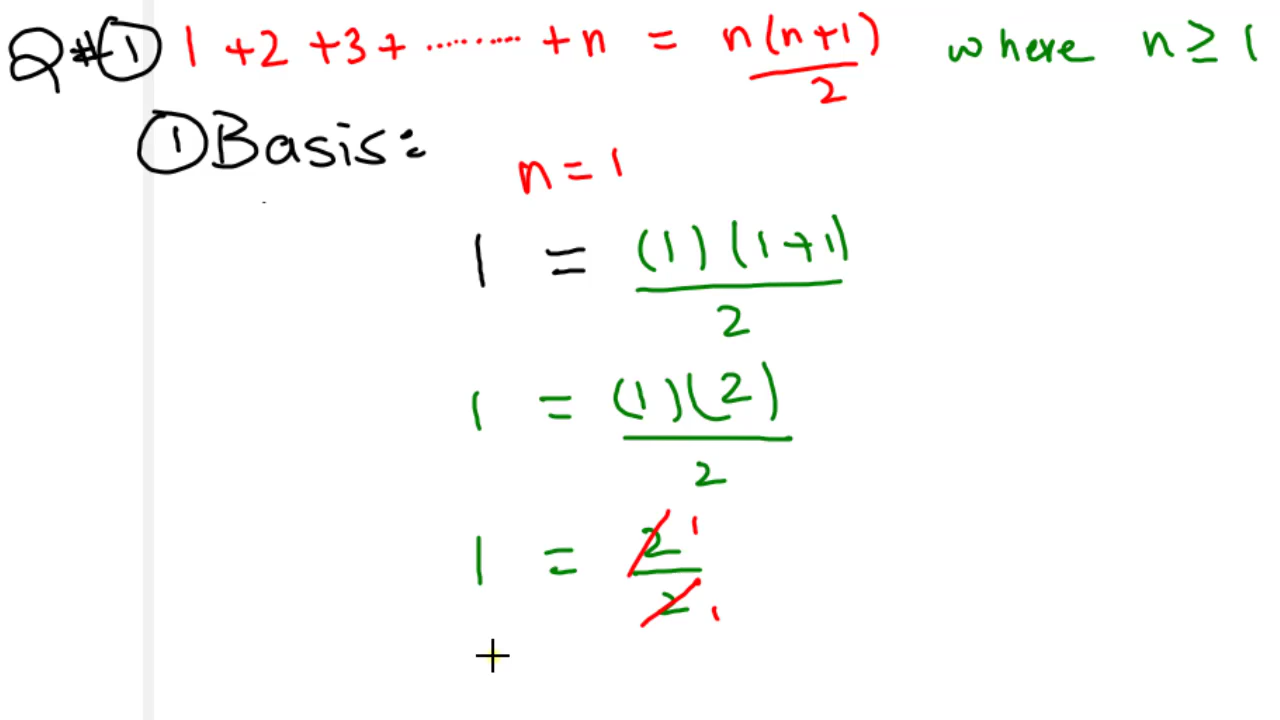 Q#① 1 +2 +3+ ......... +n = n(n+1)/2 where n ≥ 1
① Basis:
n = 1
1 = (1) (1+1)/2
1 = (1)(2)/2
1 = 2 1/2 1